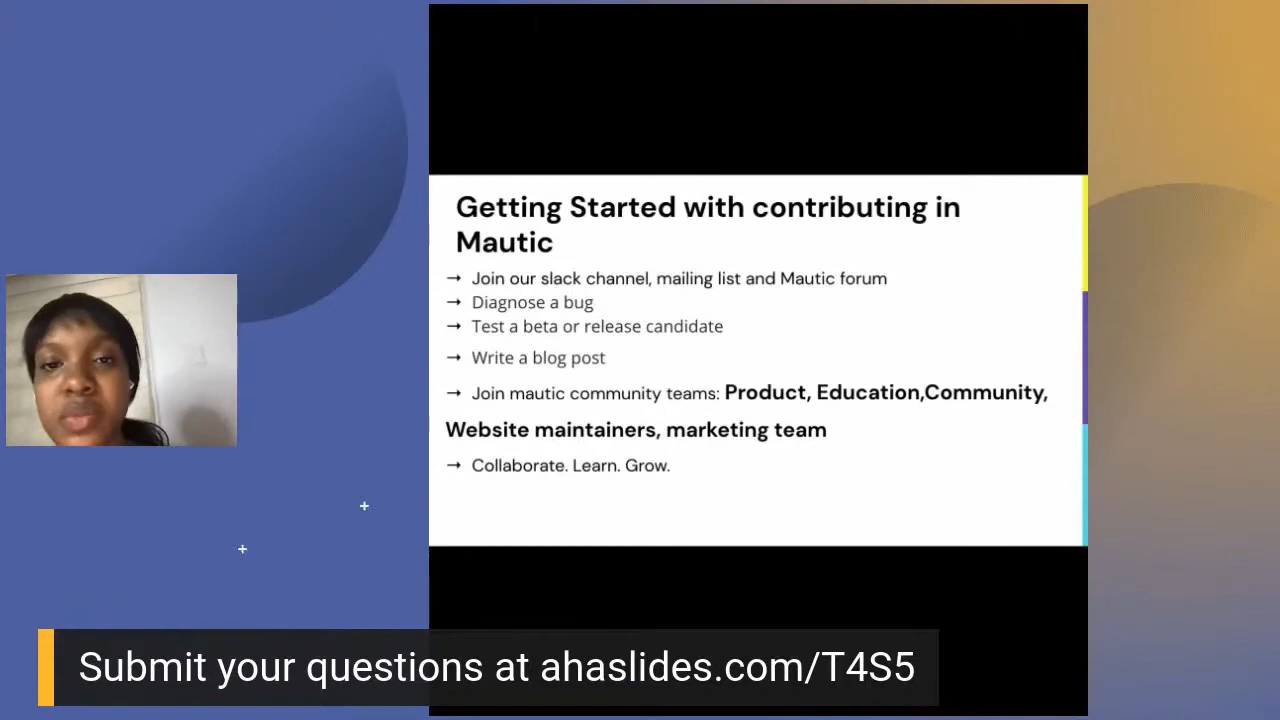 Getting Started with contributing in
Mautic
→ Join our slack channel, mailing list and Mautic forum
→ Diagnose a bug
→ Test a beta or release candidate
→ Write a blog post
→ Join mautic community teams: Product, Education,Community,
Website maintainers, marketing team
→ Collaborate. Learn. Grow.
Submit your questions at ahaslides.com/T4S5